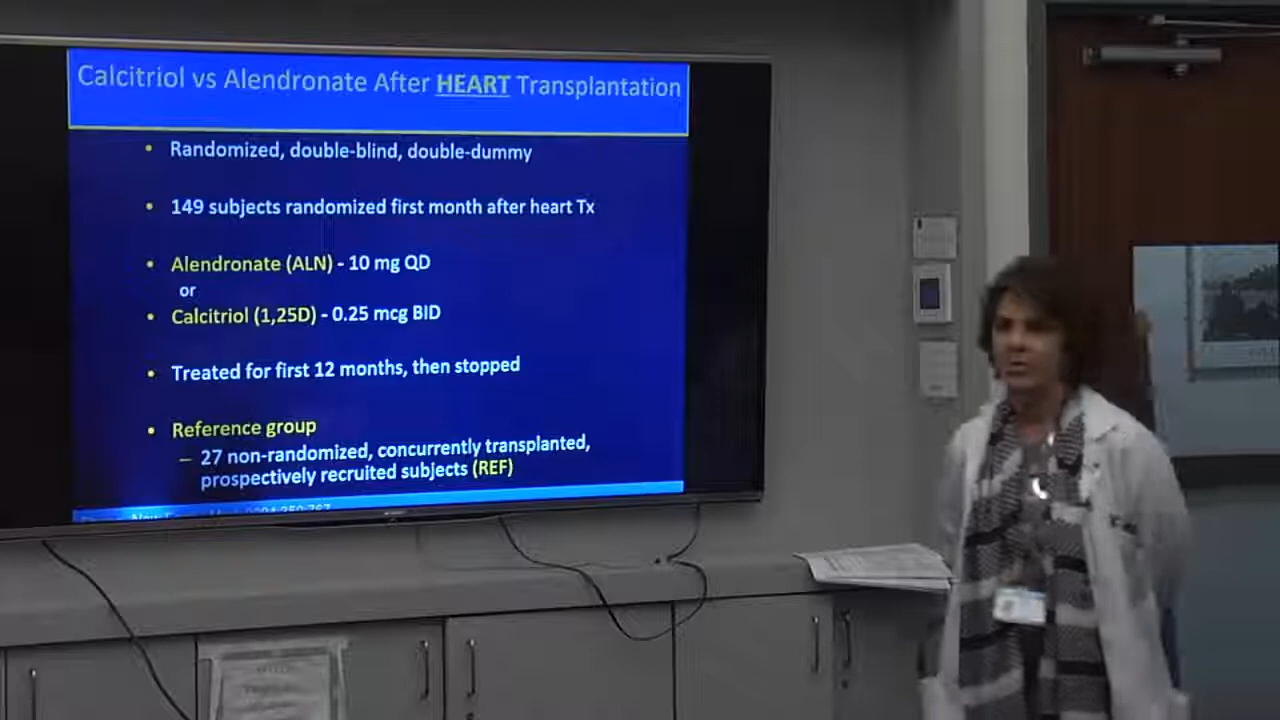 Calcitriol vs Alendronate After HEART Transplantation
• Randomized, double-blind, double-dummy
• 149 subjects randomized first month after heart Tx
• Alendronate (ALN) - 10 mg QD
or
• Calcitriol (1,25D) - 0.25 mcg BID
• Treated for first 12 months, then stopped
• Reference group
– 27 non-randomized, concurrently transplanted,
prospectively recruited subjects (REF)